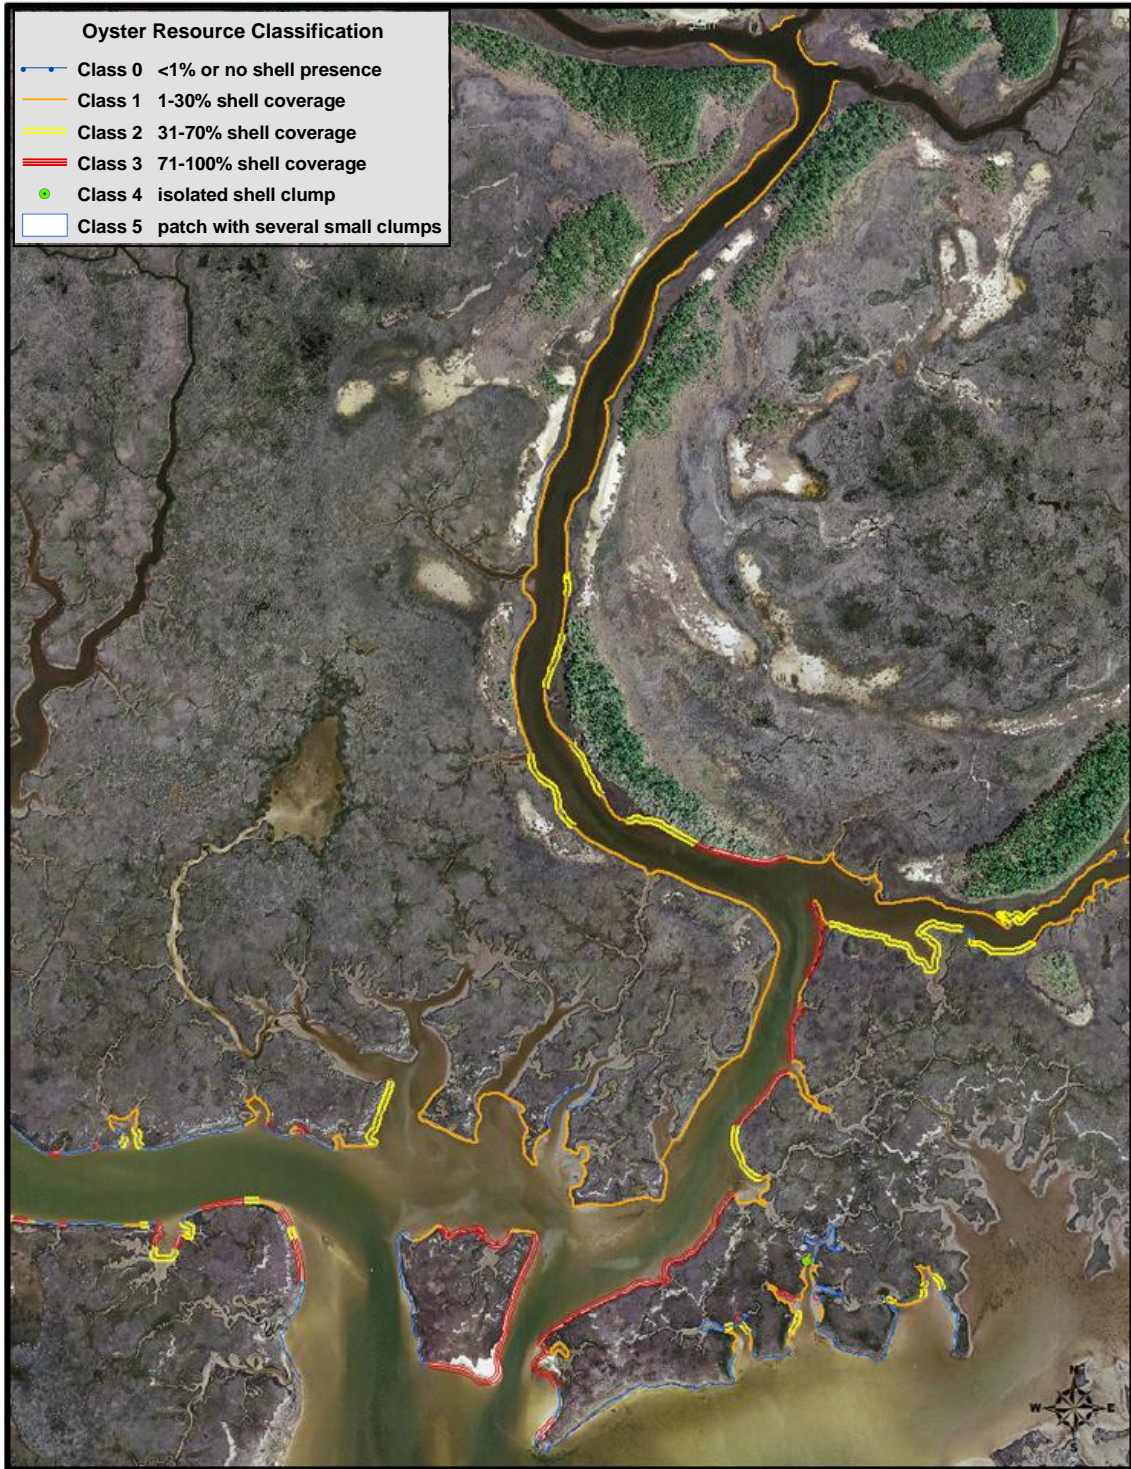 Oyster Resource Classification
Class 0 <1% or no shell presence
Class 1 1-30% shell coverage
Class 2 31-70% shell coverage
Class 3 71-100% shell coverage
Class 4 isolated shell clump
Class 5 patch with several small clumps
N
W E
S